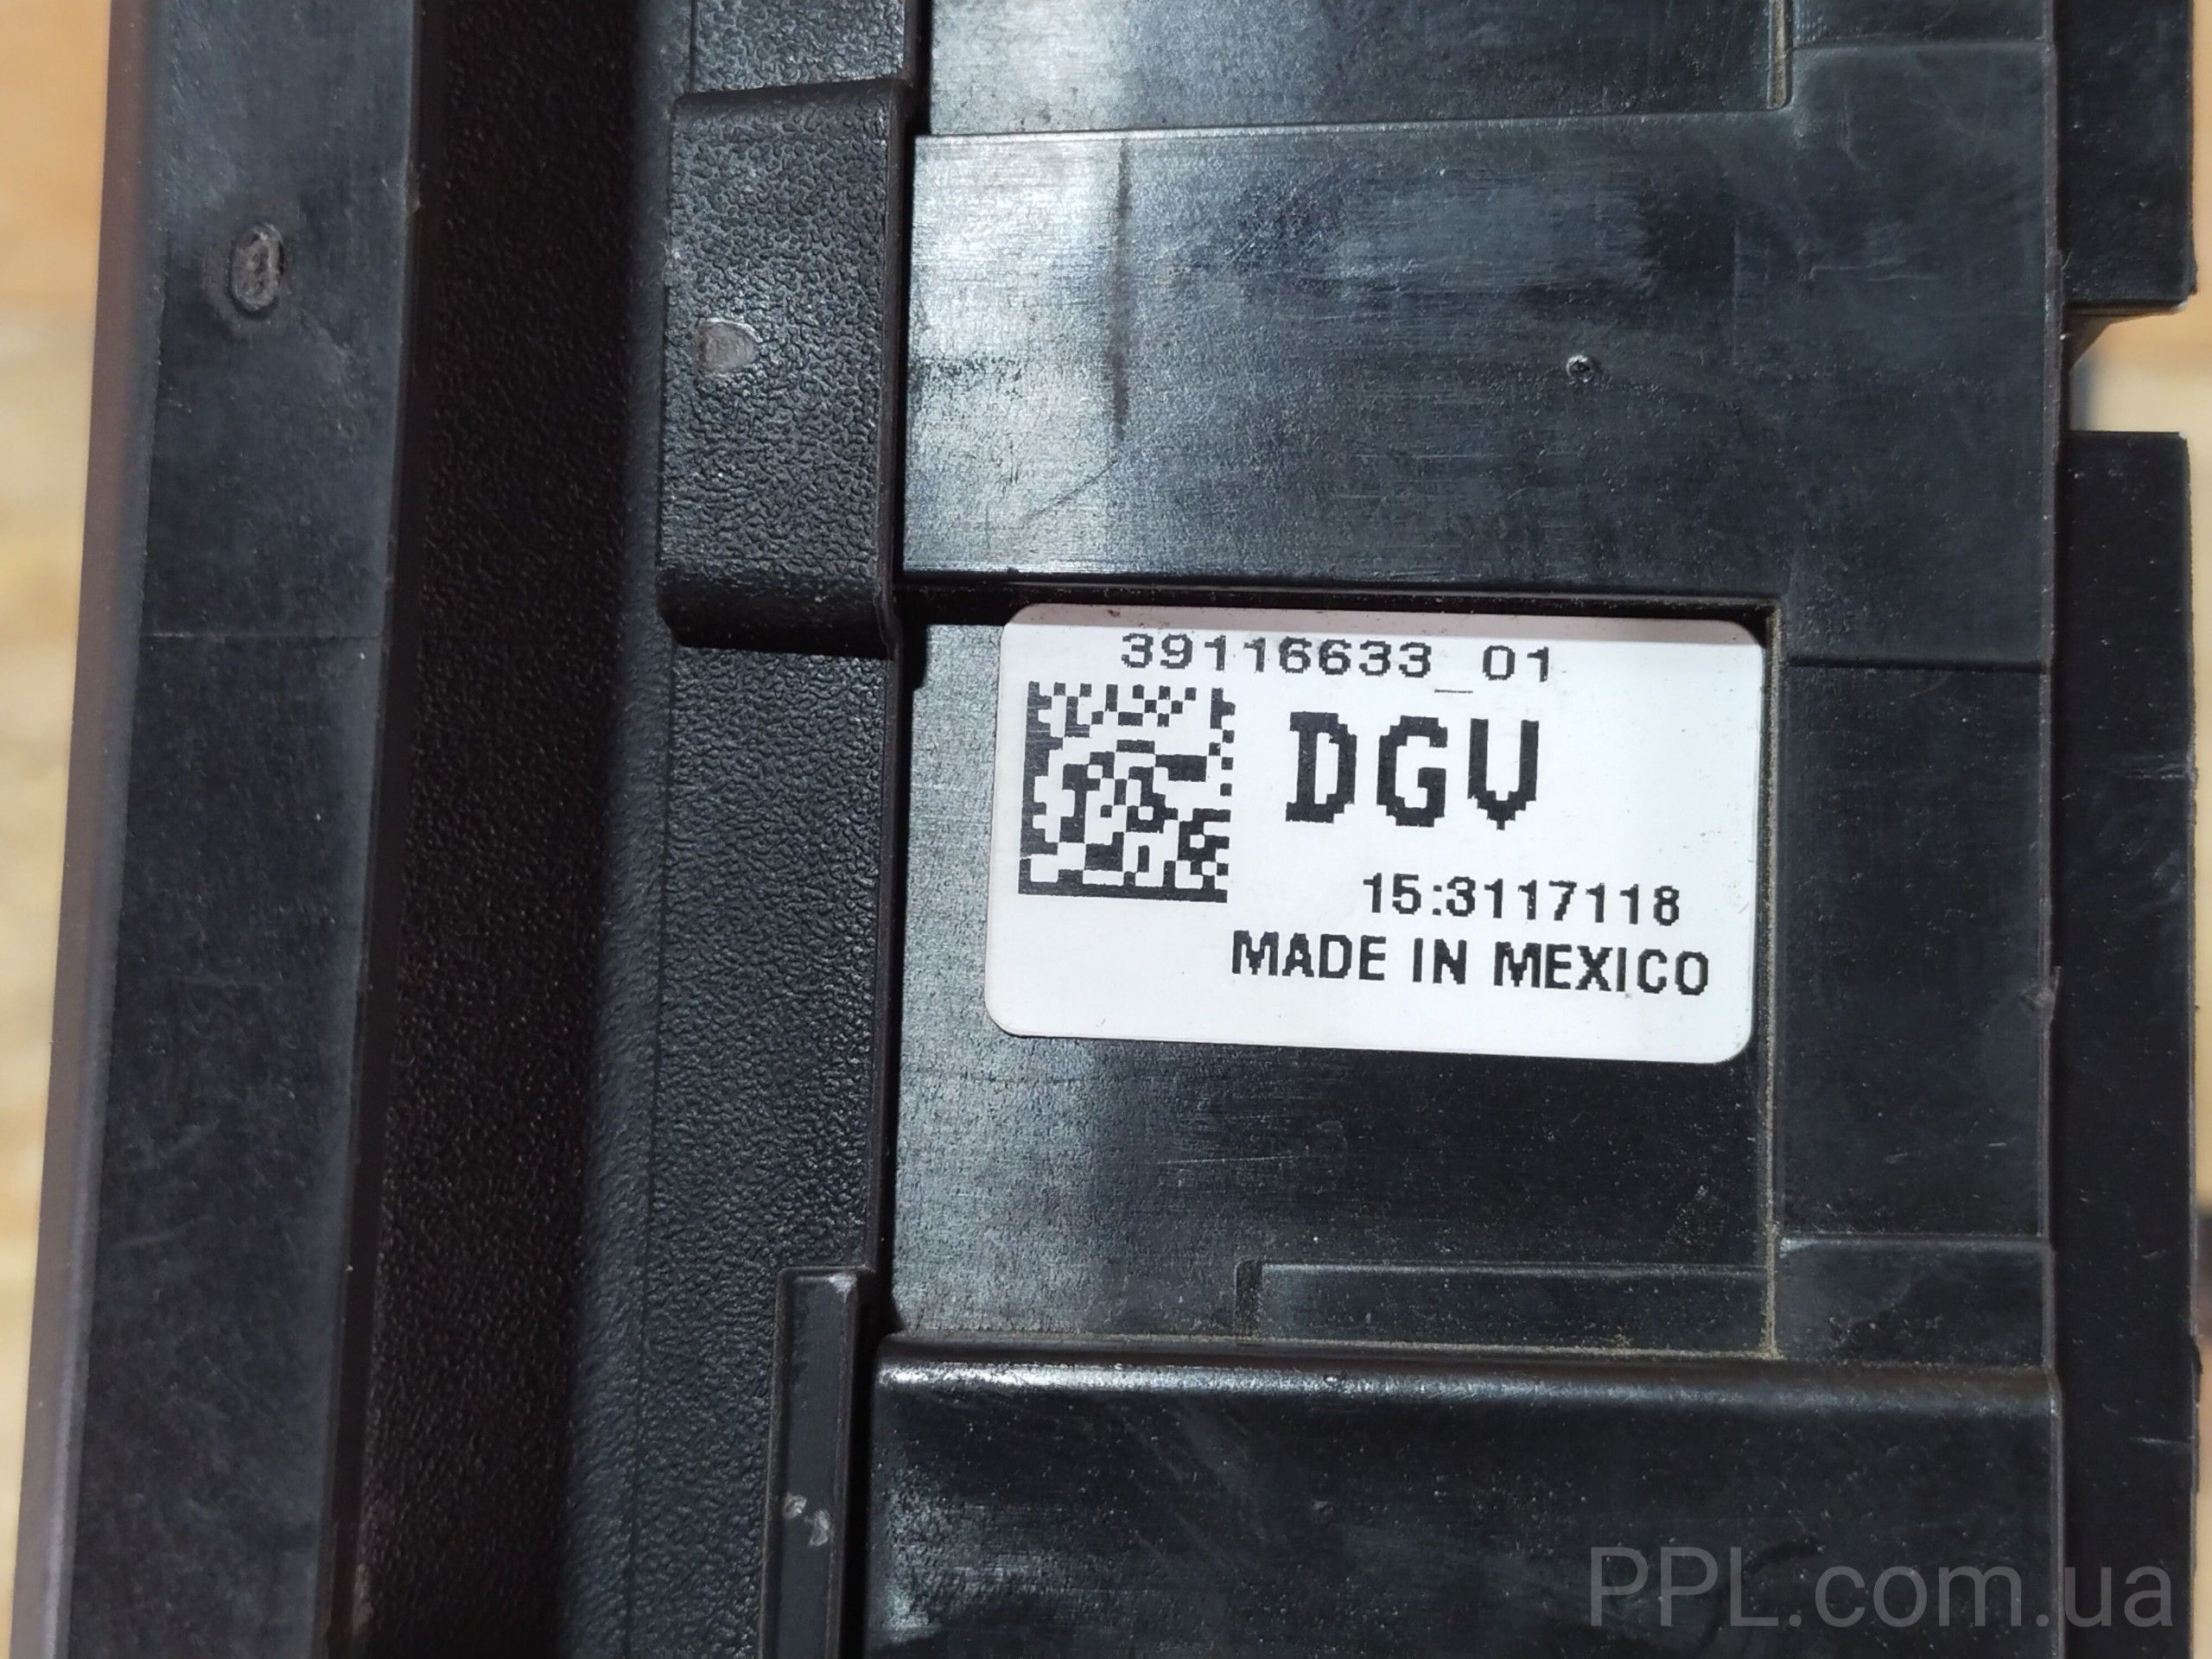 39116633_01
DGV
15:3117118
MADE IN MEXICO
PPL.com.ua